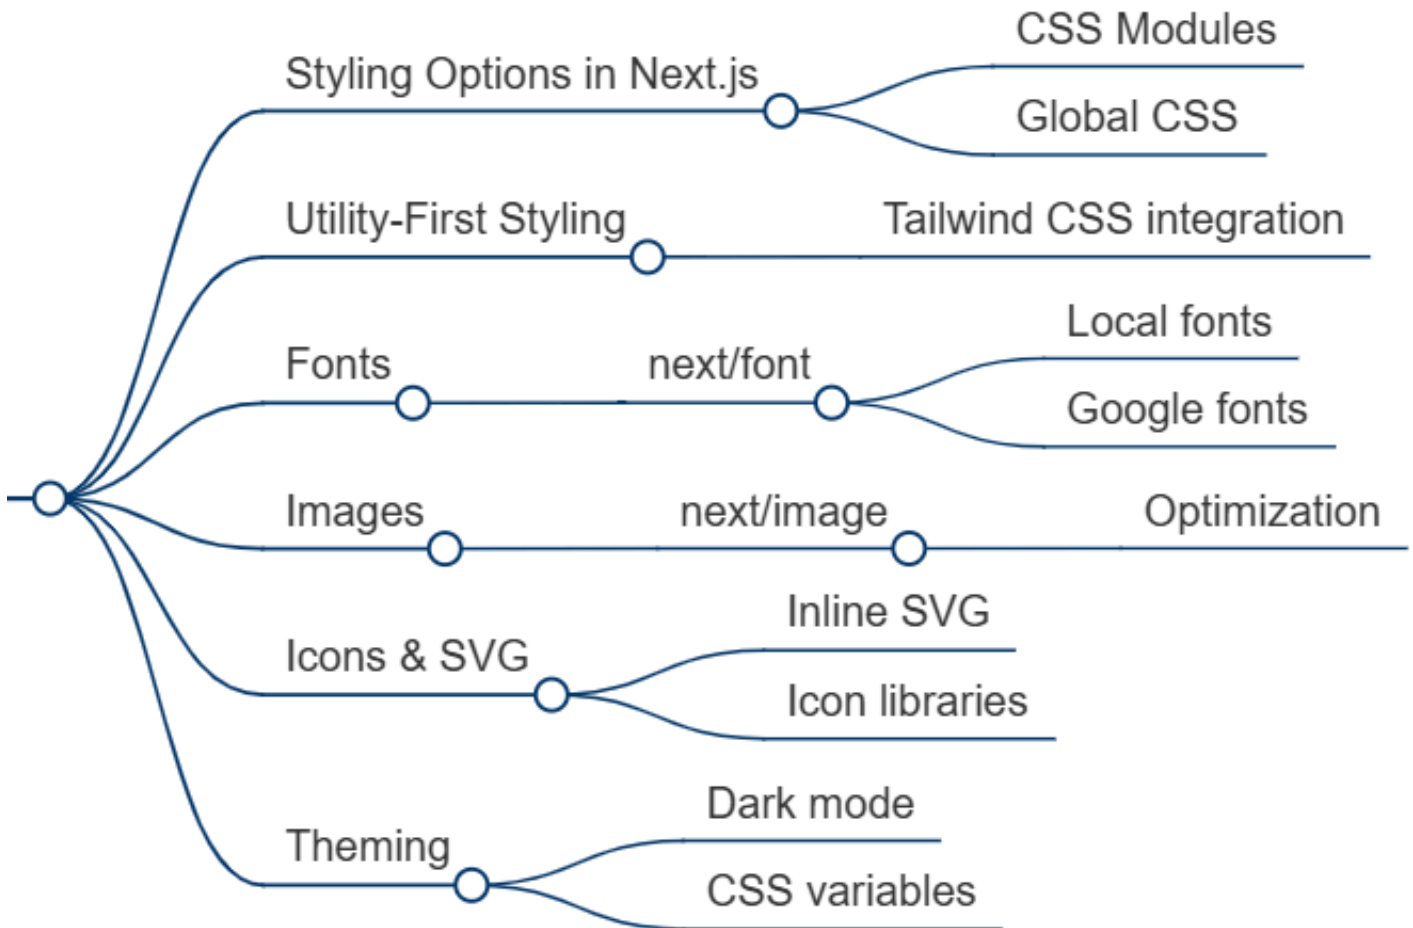 Styling Options in Next.js
CSS Modules
Global CSS
Utility-First Styling
Tailwind CSS integration
Fonts
next/font
Local fonts
Google fonts
Images
next/image
Optimization
Icons & SVG
Inline SVG
Icon libraries
Theming
Dark mode
CSS variables